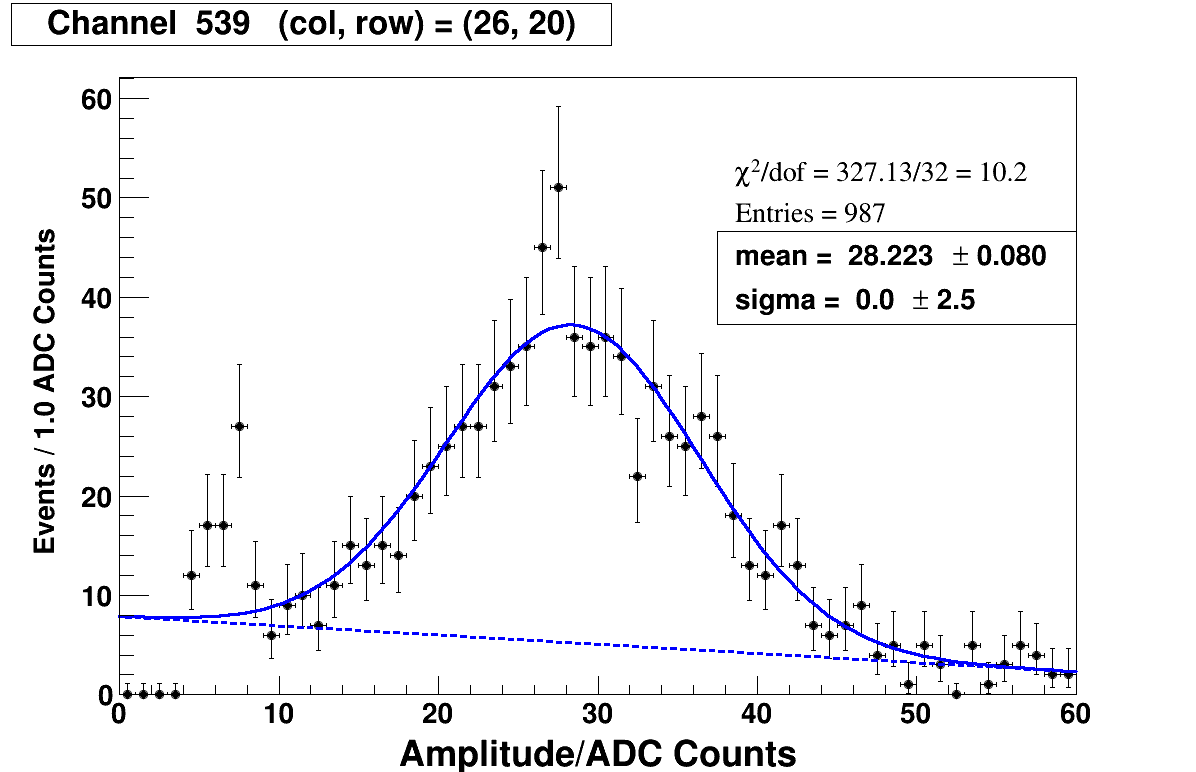 Channel 539 (col, row) = (26, 20)
χ²/dof = 327.13/32 = 10.2
Entries = 987
mean = 28.223 ± 0.080
sigma = 0.0 ± 2.5
Events / 1.0 ADC Counts
60
50
40
30
20
10
0
0 10 20 30 40 50 60
Amplitude/ADC Counts